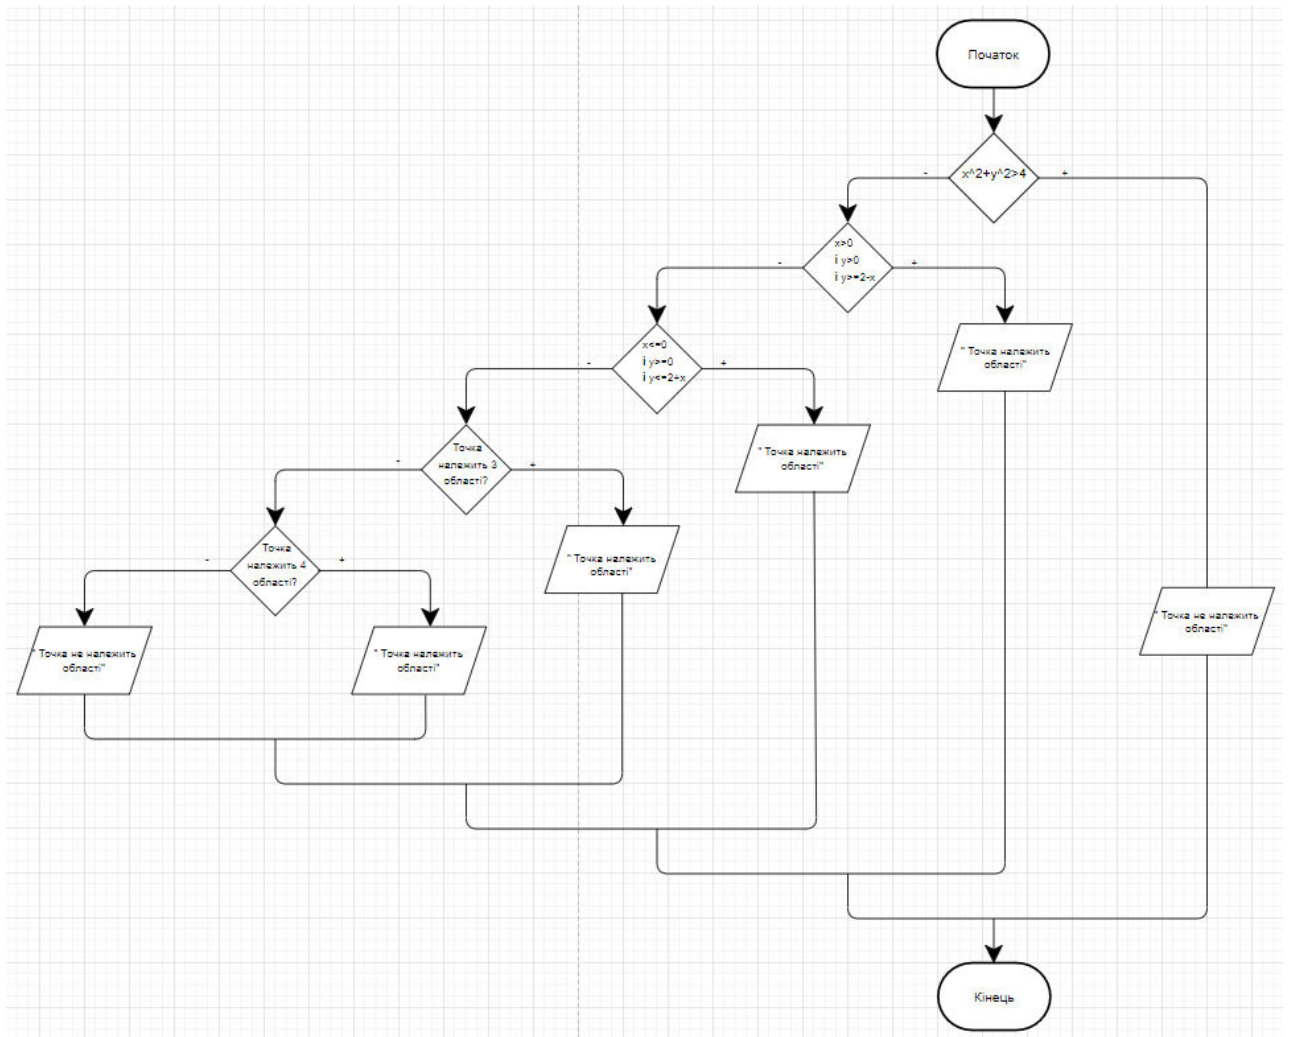 Початок
x^2+y^2>4
-
+
x>0
і y>0
і y>=2-x
-
+
x<=0
і y>=0
і y<=2+x
-
+
" Точка належить
області"
Точка
належить 3
області?
-
+
" Точка належить
області"
Точка
належить 4
області?
-
+
" Точка належить
області"
" Точка не належить
області"
" Точка не належить
області"
" Точка належить
області"
Кінець